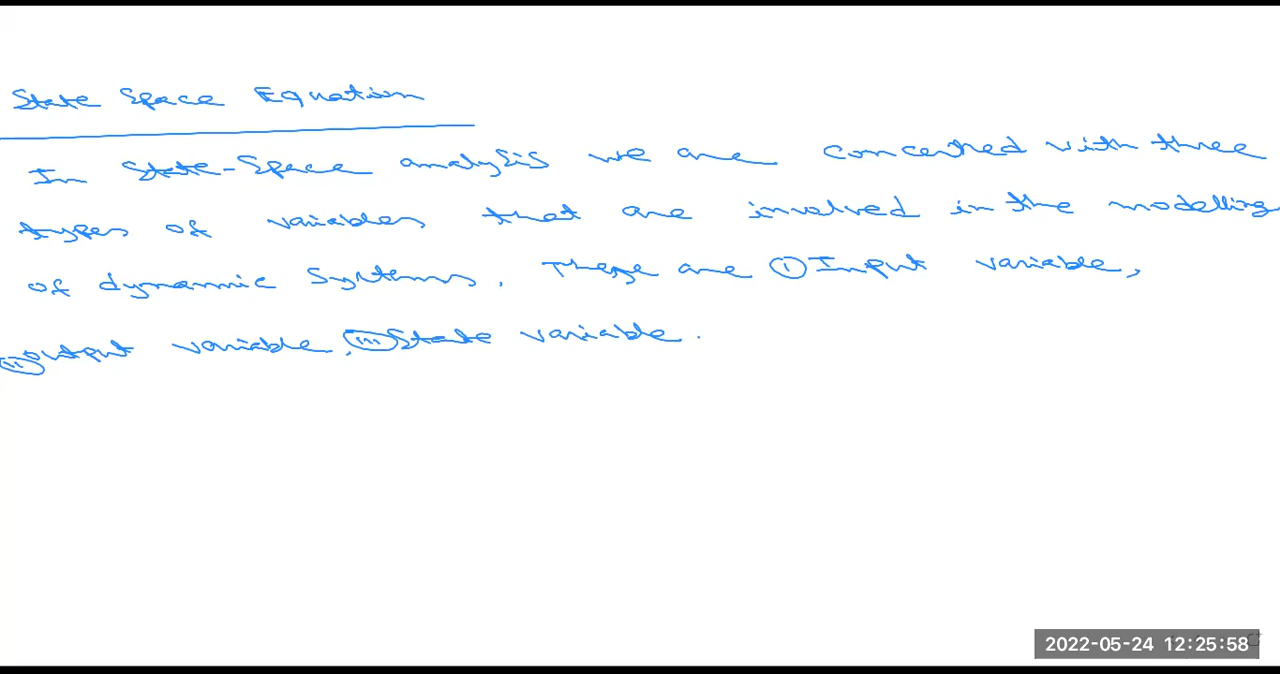 State Space Equation
In State-Space analysis we are concerned with three
types of variables that are involved in the modelling
of dynamic Systems. These are (i) Input variable,
(ii) output variable, (iii) State variable.
2022-05-24 12:25:58